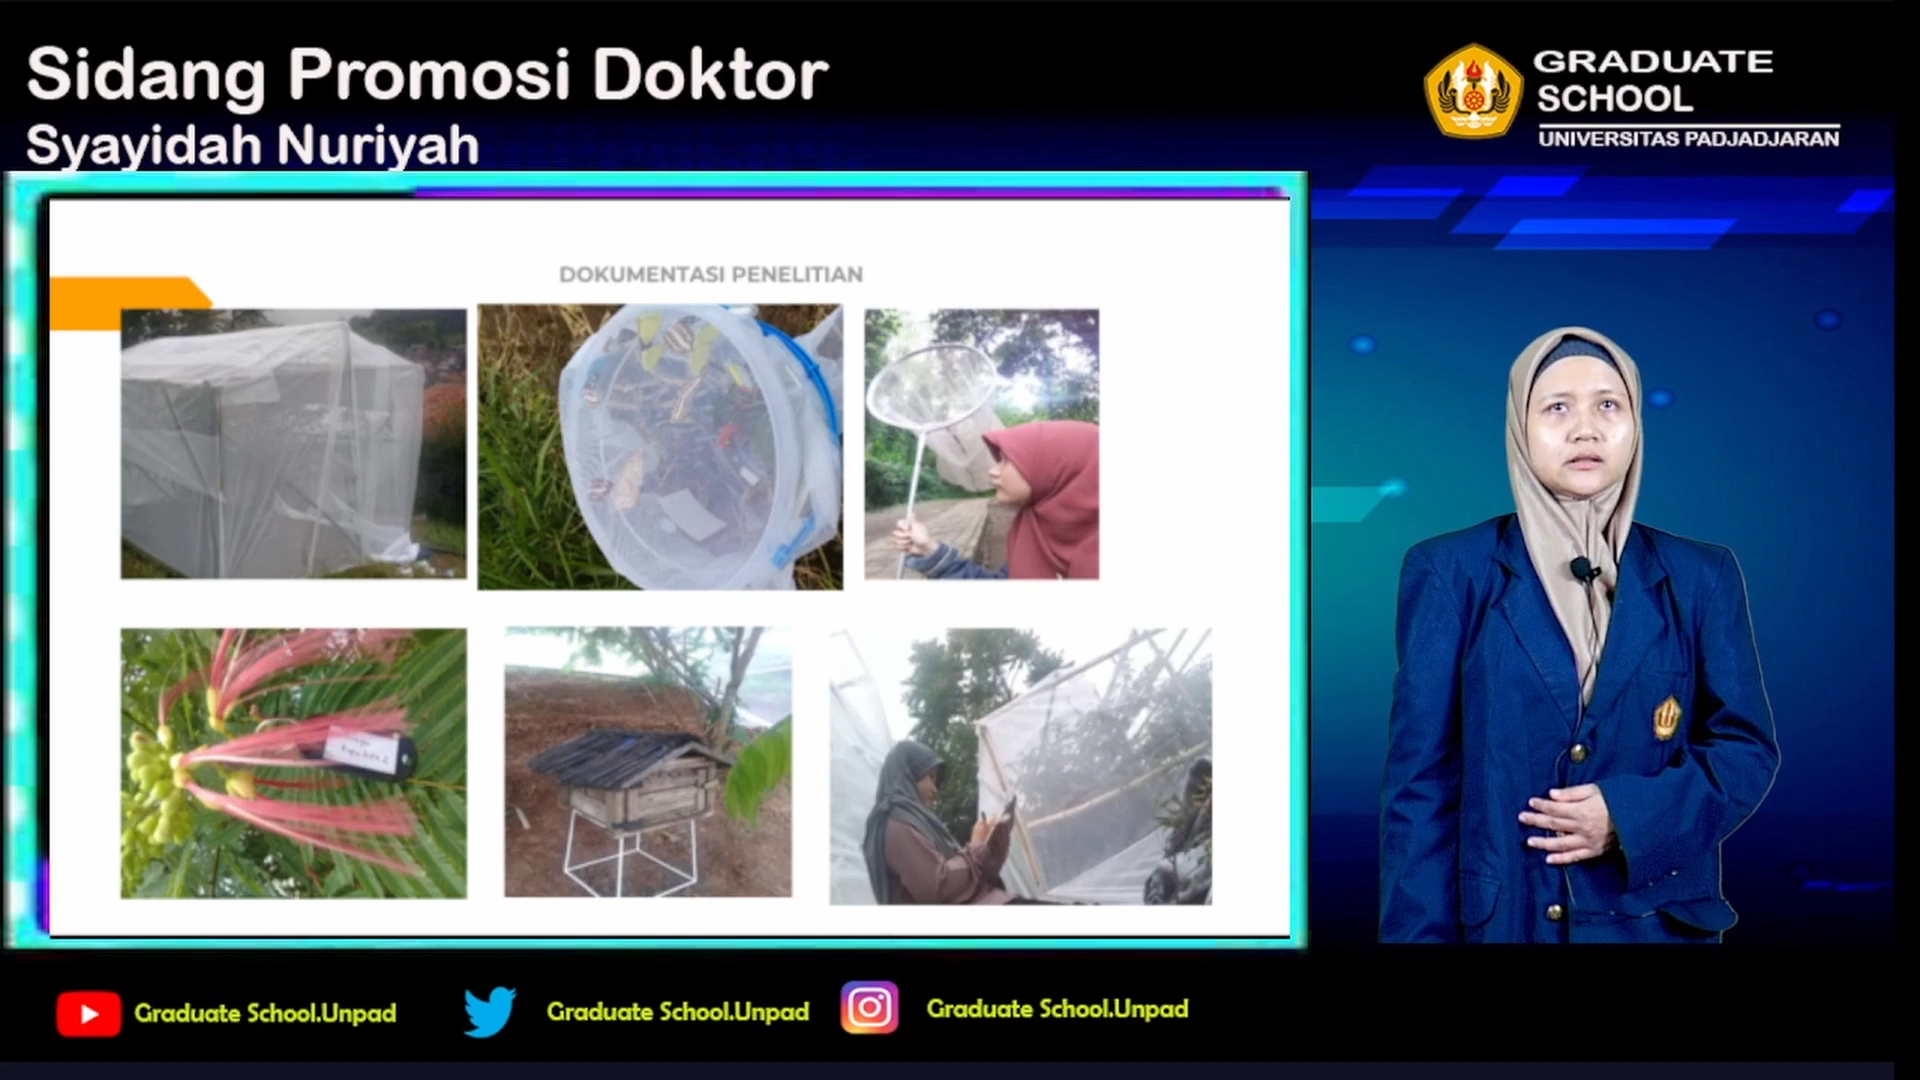 Sidang Promosi Doktor
Syayidah Nuriyah
GRADUATE
SCHOOL
UNIVERSITAS PADJADJARAN
DOKUMENTASI PENELITIAN
Graduate School.Unpad
Graduate School.Unpad
Graduate School.Unpad